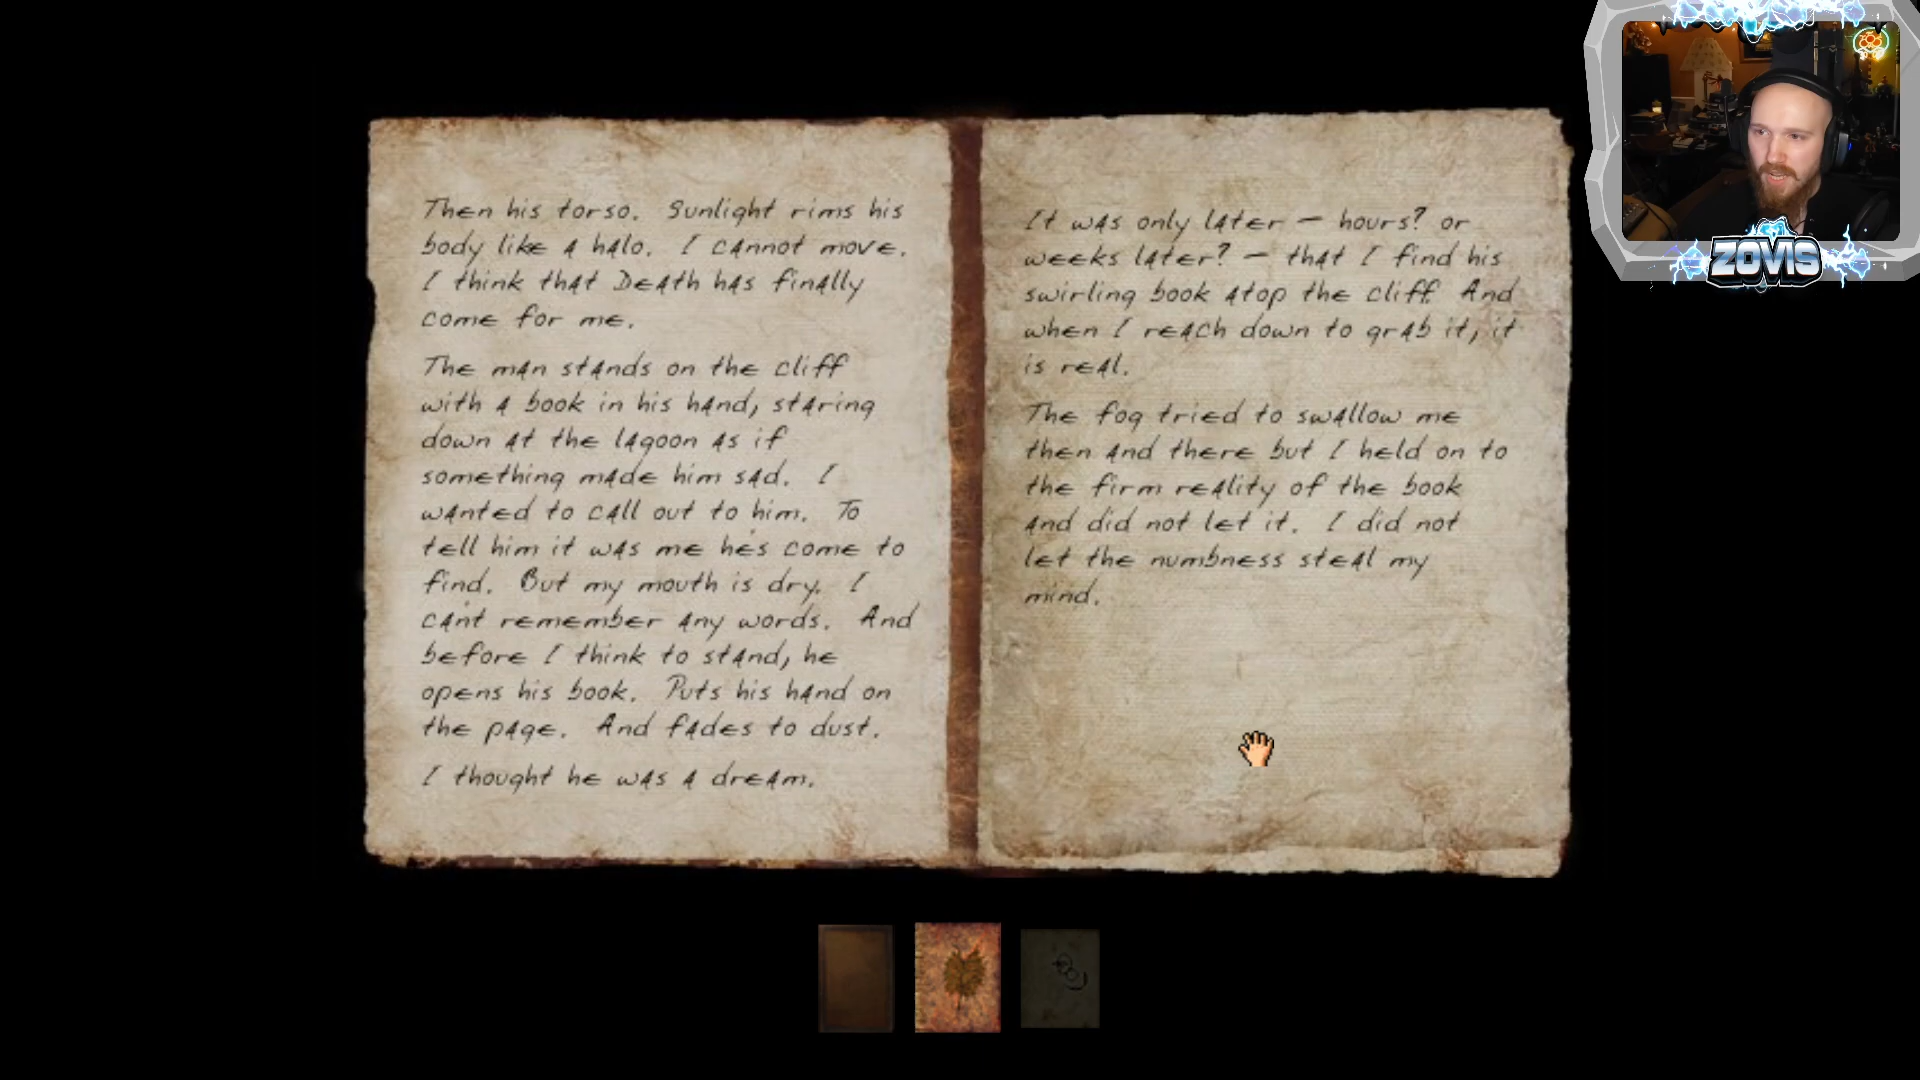 Then his torso. Sunlight rims his
body like a halo. I cannot move.
I think that Death has finally
come for me.
The man stands on the cliff
with a book in his hand, staring
down at the lagoon as if
something made him sad. I
wanted to call out to him. To
tell him it was me he's come to
find. But my mouth is dry. I
can't remember any words. And
before I think to stand, he
opens his book. Puts his hand on
the page. And fades to dust.
I thought he was a dream.
It was only later – hours? or
weeks later? – that I find his
swirling book atop the cliff. And
when I reach down to grab it, it
is real.
The fog tried to swallow me
then and there but I held on to
the firm reality of the book
and did not let it. I did not
let the numbness steal my
mind.
ZOVIS